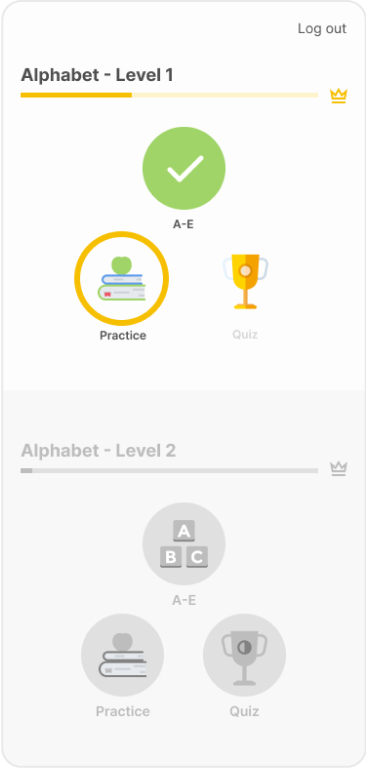 Log out
Alphabet - Level 1
A-E
Practice
Quiz
Alphabet - Level 2
A
B C
A-E
Practice
Quiz